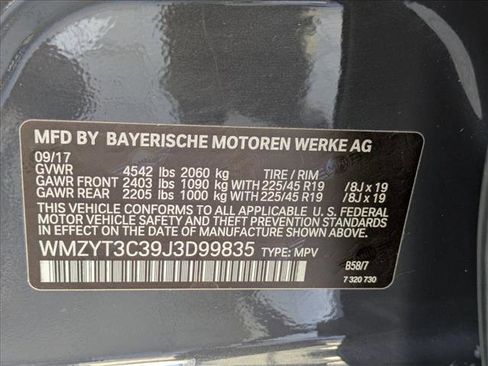 MFD BY BAYERISCHE MOTOREN WERKE AG
09/17
GVWR 4542 lbs 2060 kg TIRE / RIM
GAWR FRONT 2403 lbs 1090 kg WITH 225/45 R19 /8J x 19
GAWR REAR 2205 lbs 1000 kg WITH 225/45 R19 /8J x 19
THIS VEHICLE CONFORMS TO ALL APPLICABLE U. S. FEDERAL
MOTOR VEHICLE SAFETY AND THEFT PREVENTION STANDARDS
IN EFFECT ON THE DATE OF MANUFACTURE SHOWN ABOVE.
WMZYT3C39J3D99835 TYPE: MPV
B58/7
7 320 730